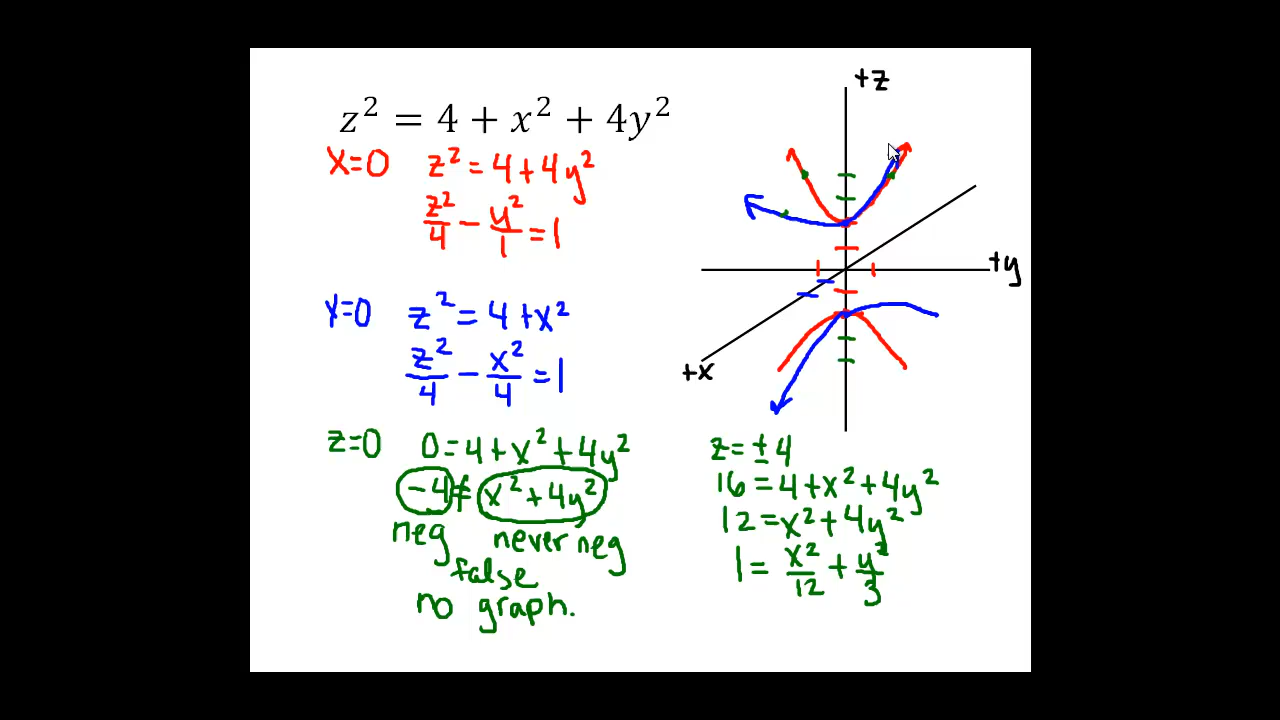 z² = 4 + x² + 4y²
x=0 z² = 4 + 4y²
z²/4 − y²/1 = 1
y=0 z² = 4 + x²
z²/4 − x²/4 = 1
z=0 0 = 4 + x² + 4y²
−4 ≠ x² + 4y²
neg never neg
false
no graph.
+z
+y
+x
z = ± 4
16 = 4 + x² + 4y²
12 = x² + 4y²
1 = x²/12 + y²/3